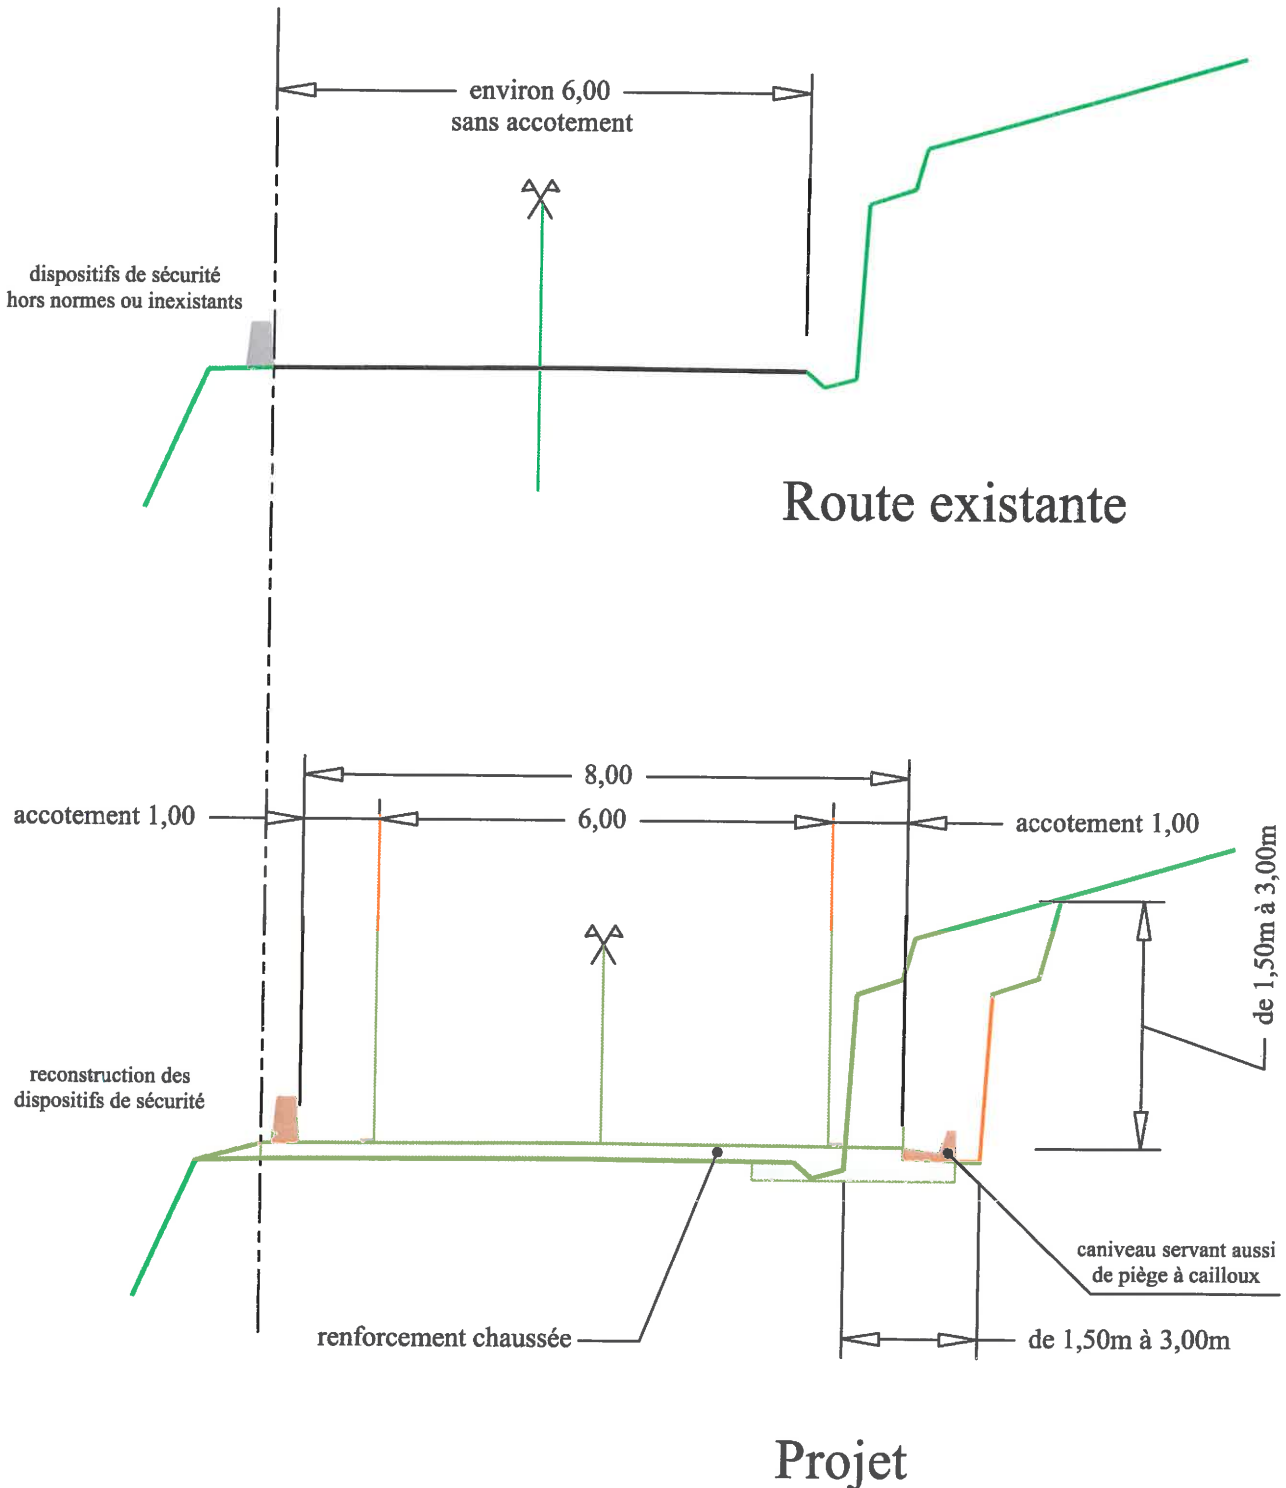 environ 6,00
sans accotement
dispositifs de sécurité
hors normes ou inexistants
Route existante
8,00
accotement 1,00
6,00
accotement 1,00
de 1,50m à 3,00m
reconstruction des
dispositifs de sécurité
caniveau servant aussi
de piège à cailloux
renforcement chaussée
de 1,50m à 3,00m
Projet